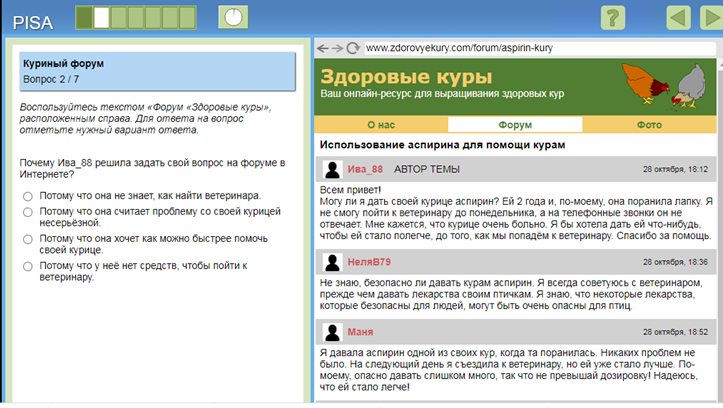 PISA
?
Куриный форум
Вопрос 2 / 7
Воспользуйтесь текстом «Форум «Здоровые куры»,
расположенным справа. Для ответа на вопрос
отметьте нужный вариант ответа.
Почему Ива_88 решила задать свой вопрос на форуме в
Интернете?
Потому что она не знает, как найти ветеринара.
Потому что она считает проблему со своей курицей
несерьёзной.
Потому что она хочет как можно быстрее помочь
своей курице.
Потому что у неё нет средств, чтобы пойти к
ветеринару.
www.zdorovyekury.com/forum/aspirin-kury
Здоровые куры
Ваш онлайн-ресурс для выращивания здоровых кур
О нас Форум Фото
Использование аспирина для помощи курам
Ива_88 АВТОР ТЕМЫ 28 октября, 18:12
Всем привет!
Могу ли я дать своей курице аспирин? Ей 2 года и, по-моему, она поранила лапку. Я
не смогу пойти к ветеринару до понедельника, а на телефонные звонки он не
отвечает. Мне кажется, что курице очень больно. Я бы хотела дать ей что-нибудь,
чтобы ей стало полегче, до того, как мы попадём к ветеринару. Спасибо за помощь.
НеляВ79 28 октября, 18:36
Не знаю, безопасно ли давать курам аспирин. Я всегда советуюсь с ветеринаром,
прежде чем давать лекарства своим птичкам. Я знаю, что некоторые лекарства,
которые безопасны для людей, могут быть очень опасны для птиц.
Маня 28 октября, 18:52
Я давала аспирин одной из своих кур, когда та поранилась. Никаких проблем не
было. На следующий день я съездила к ветеринару, но ей уже стало лучше. По-
моему, опасно давать слишком много, так что не превышай дозировку! Надеюсь,
что ей стало легче!